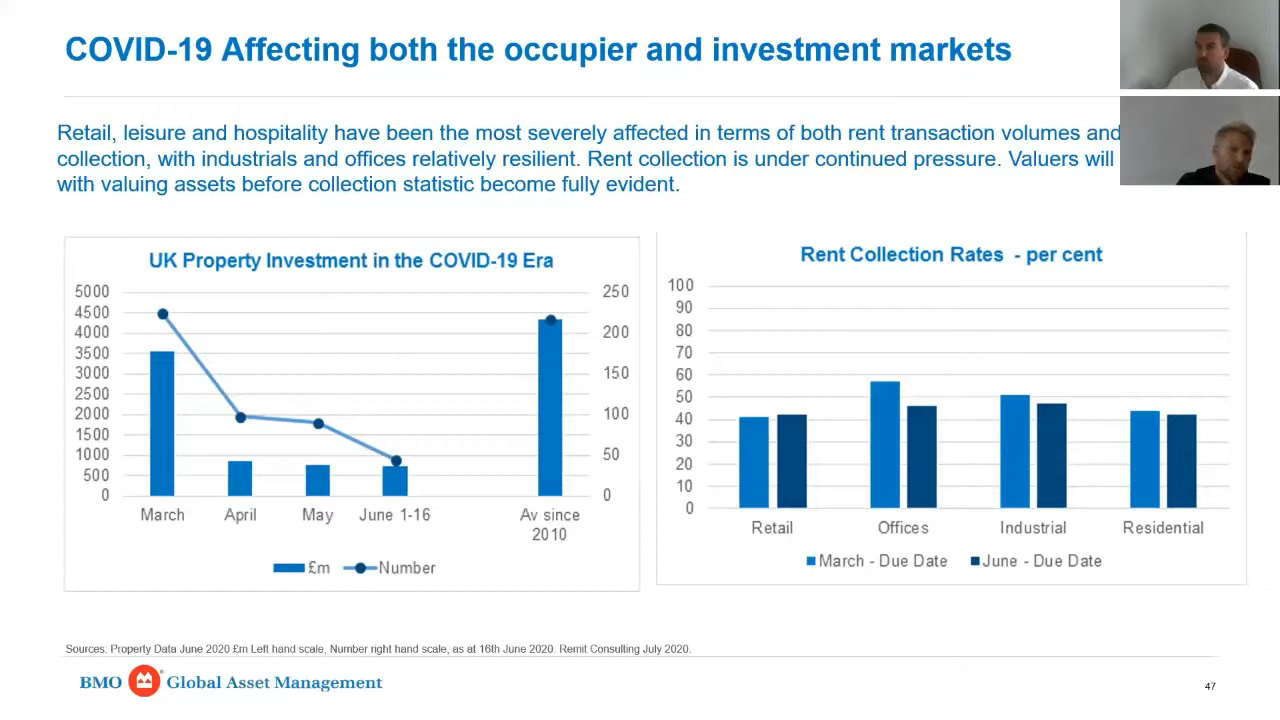 COVID-19 Affecting both the occupier and investment markets
Retail, leisure and hospitality have been the most severely affected in terms of both rent transaction volumes and
collection, with industrials and offices relatively resilient. Rent collection is under continued pressure. Valuers will
with valuing assets before collection statistic become fully evident.
UK Property Investment in the COVID-19 Era
5000
4500
4000
3500
3000
2500
2000
1500
1000
500
0
250
200
150
100
50
0
March April May June 1-16 Av since
2010
£m Number
Rent Collection Rates - per cent
100
90
80
70
60
50
40
30
20
10
0
Retail Offices Industrial Residential
March - Due Date June - Due Date
Sources: Property Data June 2020 £m Left hand scale, Number right hand scale, as at 16th June 2020. Remit Consulting July 2020.
BMO Global Asset Management
47